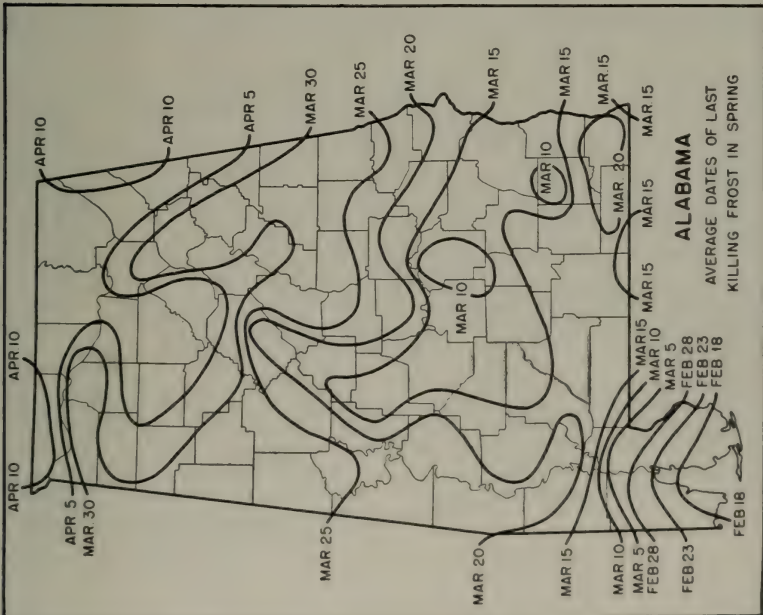 APR 10
APR 10
APR 10
APR 10
APR 5
MAR 30
MAR 25
MAR 20
MAR 15
MAR 15
MAR. 15
MAR 15
APR 5
MAR 30
MAR 25
MAR 20
MAR 15
MAR 10
MAR 5
FEB 28
FEB 23
FEB 18
MAR 10
MAR 10
MAR. 20
MAR 15
MAR 15
MAR 15
MAR 10
MAR 5
FEB 28
FEB 23
FEB 18
ALABAMA
AVERAGE DATES OF LAST
KILLING FROST IN SPRING